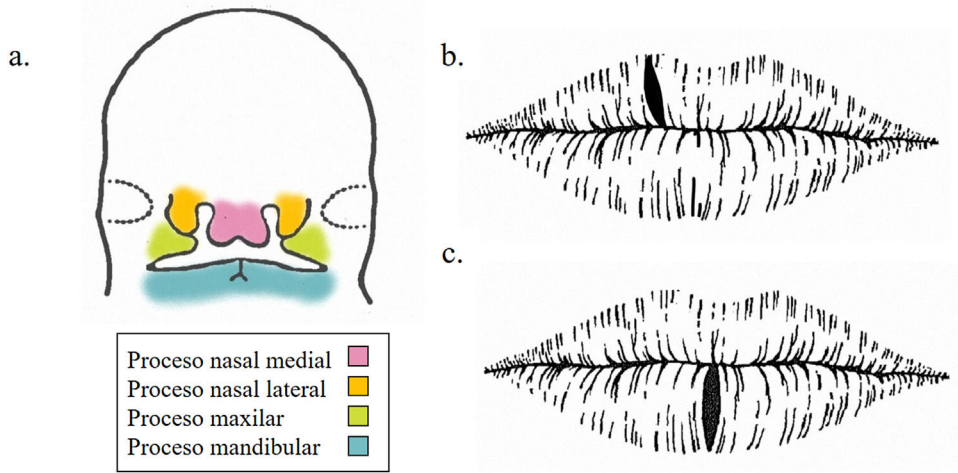 a.
b.
c.
Proceso nasal medial
Proceso nasal lateral
Proceso maxilar
Proceso mandibular